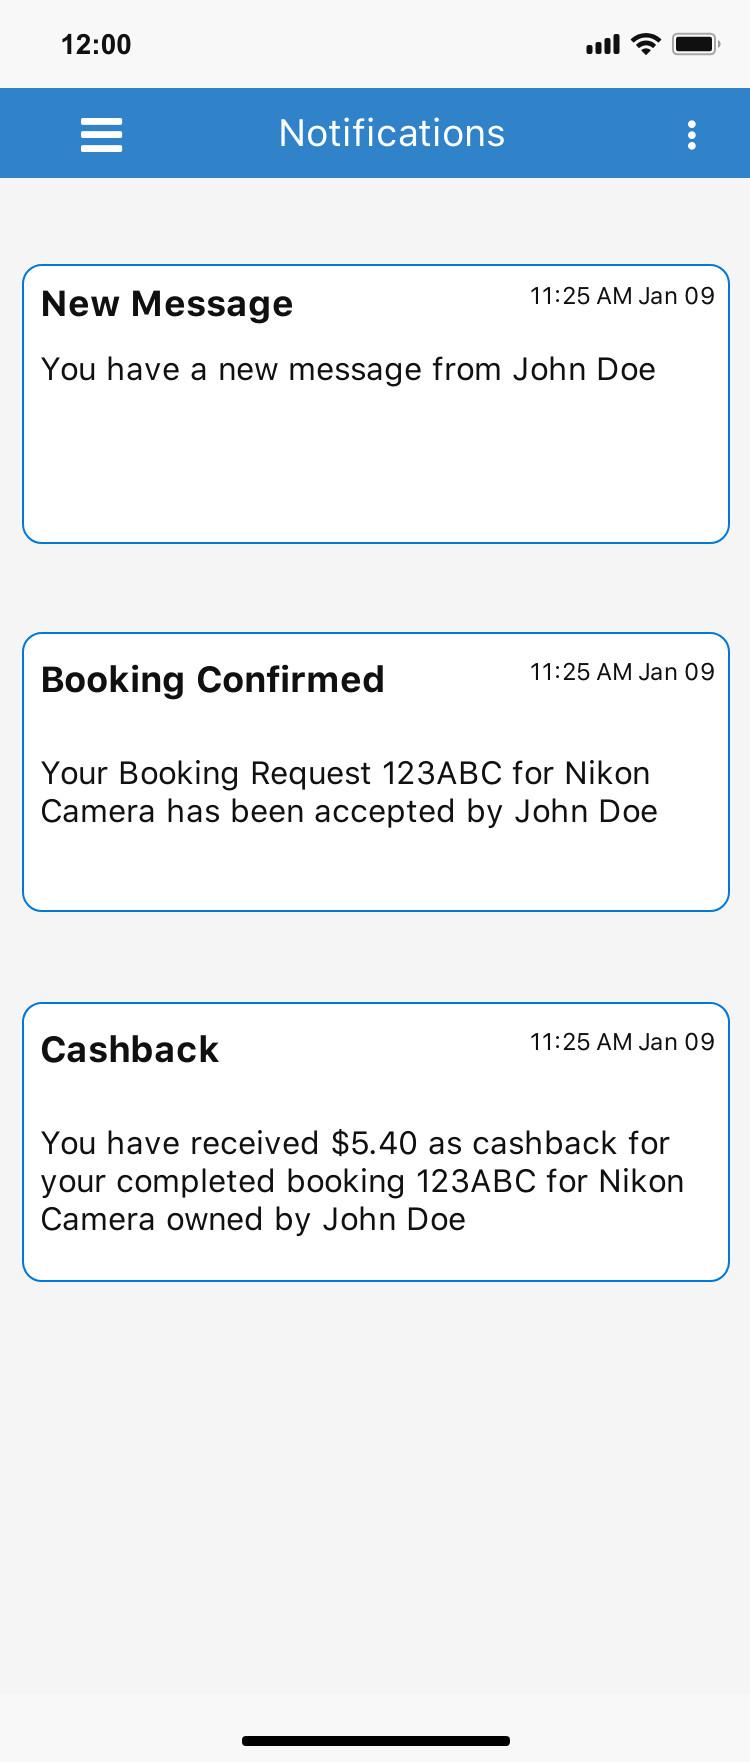 12:00
Notifications
New Message
11:25 AM Jan 09
You have a new message from John Doe
Booking Confirmed
11:25 AM Jan 09
Your Booking Request 123ABC for Nikon
Camera has been accepted by John Doe
Cashback
11:25 AM Jan 09
You have received $5.40 as cashback for
your completed booking 123ABC for Nikon
Camera owned by John Doe